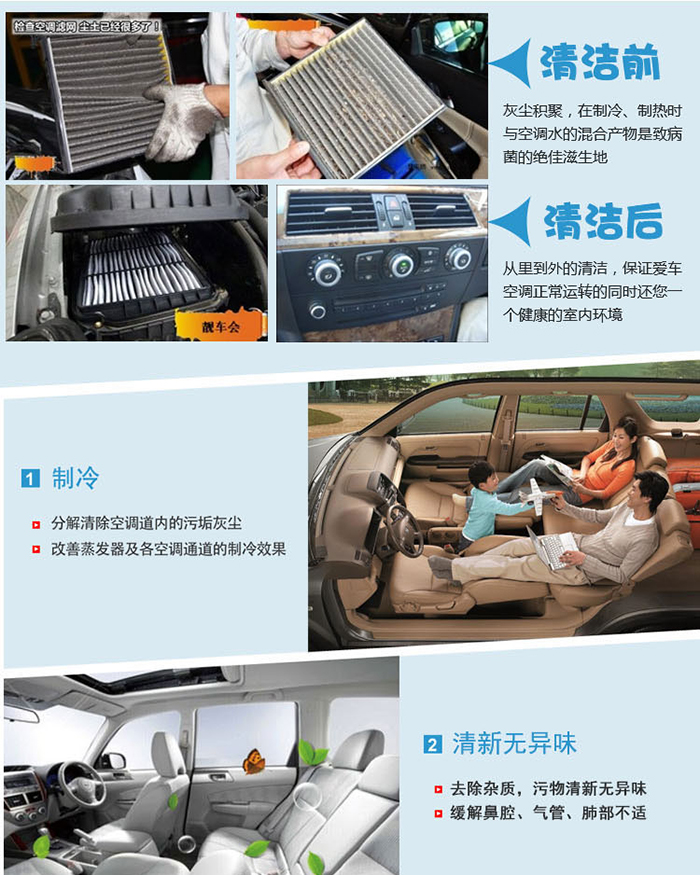 检查空调滤网 尘土已经很多了！
清洁前
灰尘积聚，在制冷、制热时
与空调水的混合产物是致病
菌的绝佳滋生地
清洁后
从里到外的清洁，保证爱车
空调正常运转的同时还您一
个健康的室内环境
靓车会
1 制冷
分解清除空调道内的污垢灰尘
改善蒸发器及各空调通道的制冷效果
2 清新无异味
去除杂质，污物清新无异味
缓解鼻腔、气管、肺部不适